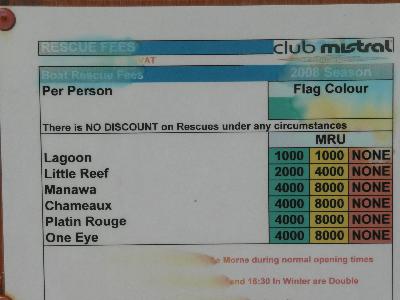 RESCUE FEES club mistral
VAT
Boat Rescue Fees 2008 Season
Per Person Flag Colour
There is NO DISCOUNT on Rescues under any circumstances
MRU
Lagoon 1000 1000 NONE
Little Reef 2000 4000 NONE
Manawa 4000 8000 NONE
Chameaux 4000 8000 NONE
Platin Rouge 4000 8000 NONE
One Eye 4000 8000 NONE
Morne during normal opening times
and 16:30 In Winter are Double